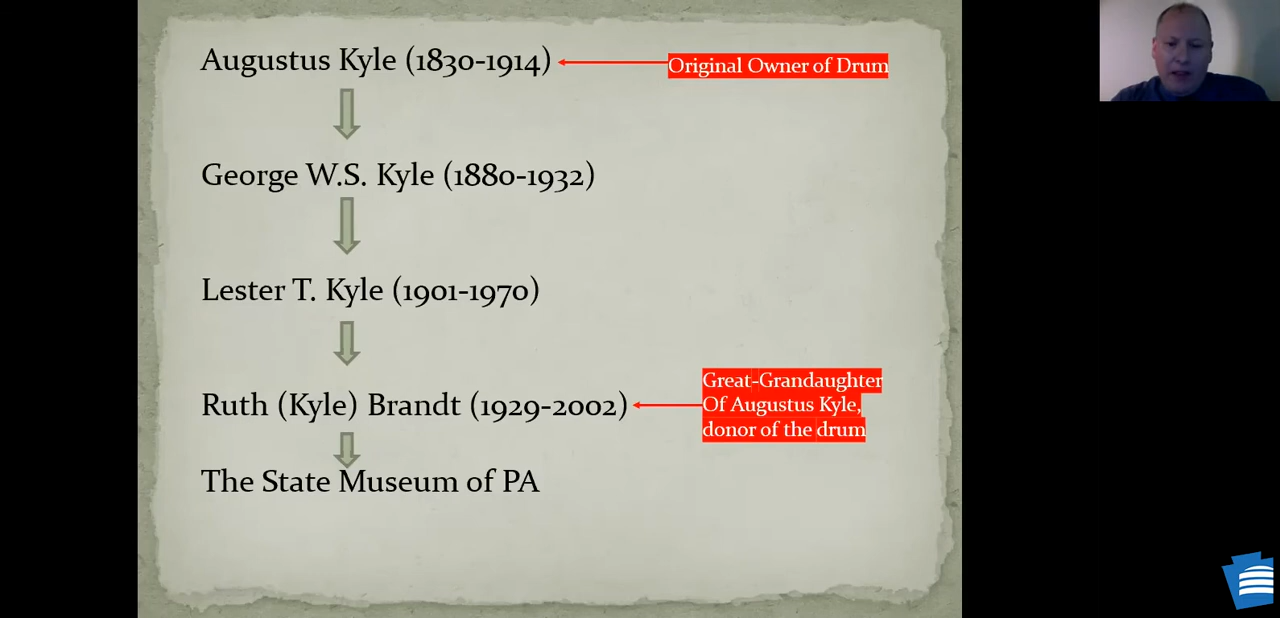 Augustus Kyle (1830-1914)
Original Owner of Drum
George W.S. Kyle (1880-1932)
Lester T. Kyle (1901-1970)
Ruth (Kyle) Brandt (1929-2002)
Great-Grandaughter
Of Augustus Kyle,
donor of the drum
The State Museum of PA